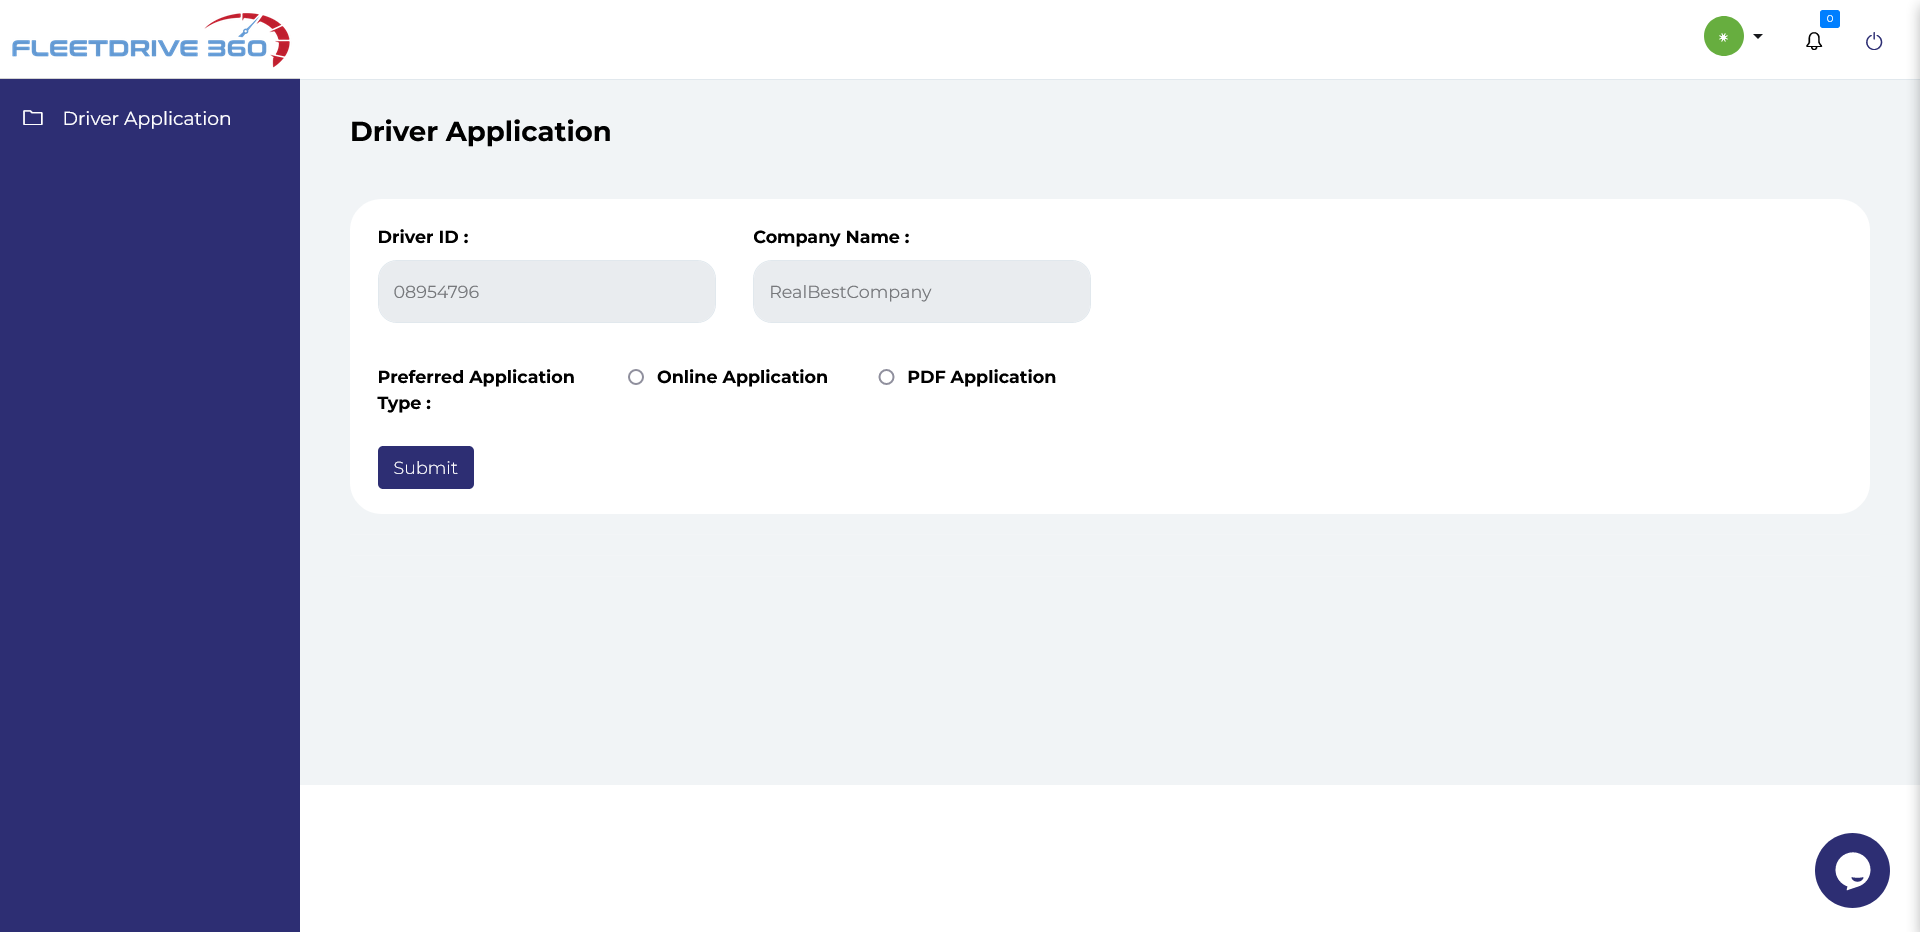 FLEETDRIVE 360
0
Driver Application
Driver Application
Driver ID :
Company Name :
08954796
RealBestCompany
Preferred Application
Type :
Online Application
PDF Application
Submit